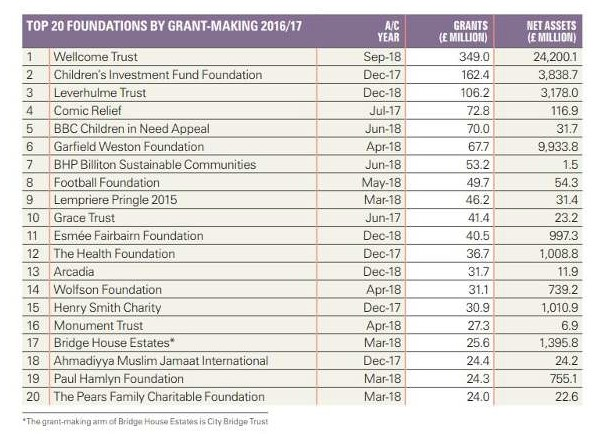 TOP 20 FOUNDATIONS BY GRANT-MAKING 2016/17 A/C YEAR GRANTS (£ MILLION) NET ASSETS (£ MILLION)
1 Wellcome Trust Sep-18 349.0 24,200.1
2 Children's Investment Fund Foundation Dec-17 162.4 3,838.7
3 Leverhulme Trust Dec-18 106.2 3,178.0
4 Comic Relief Jul-17 72.8 116.9
5 BBC Children in Need Appeal Jun-18 70.0 31.7
6 Garfield Weston Foundation Apr-18 67.7 9,933.8
7 BHP Billiton Sustainable Communities Jun-18 53.2 1.5
8 Football Foundation May-18 49.7 54.3
9 Lempriere Pringle 2015 Mar-18 46.2 31.4
10 Grace Trust Jun-17 41.4 23.2
11 Esmée Fairbairn Foundation Dec-18 40.5 997.3
12 The Health Foundation Dec-17 36.7 1,008.8
13 Arcadia Dec-18 31.7 11.9
14 Wolfson Foundation Apr-18 31.1 739.2
15 Henry Smith Charity Dec-17 30.9 1,010.9
16 Monument Trust Apr-18 27.3 6.9
17 Bridge House Estates* Mar-18 25.6 1,395.8
18 Ahmadiyya Muslim Jamaat International Dec-17 24.4 24.2
19 Paul Hamlyn Foundation Mar-18 24.3 755.1
20 The Pears Family Charitable Foundation Mar-18 24.0 22.6
*The grant-making arm of Bridge House Estates is City Bridge Trust